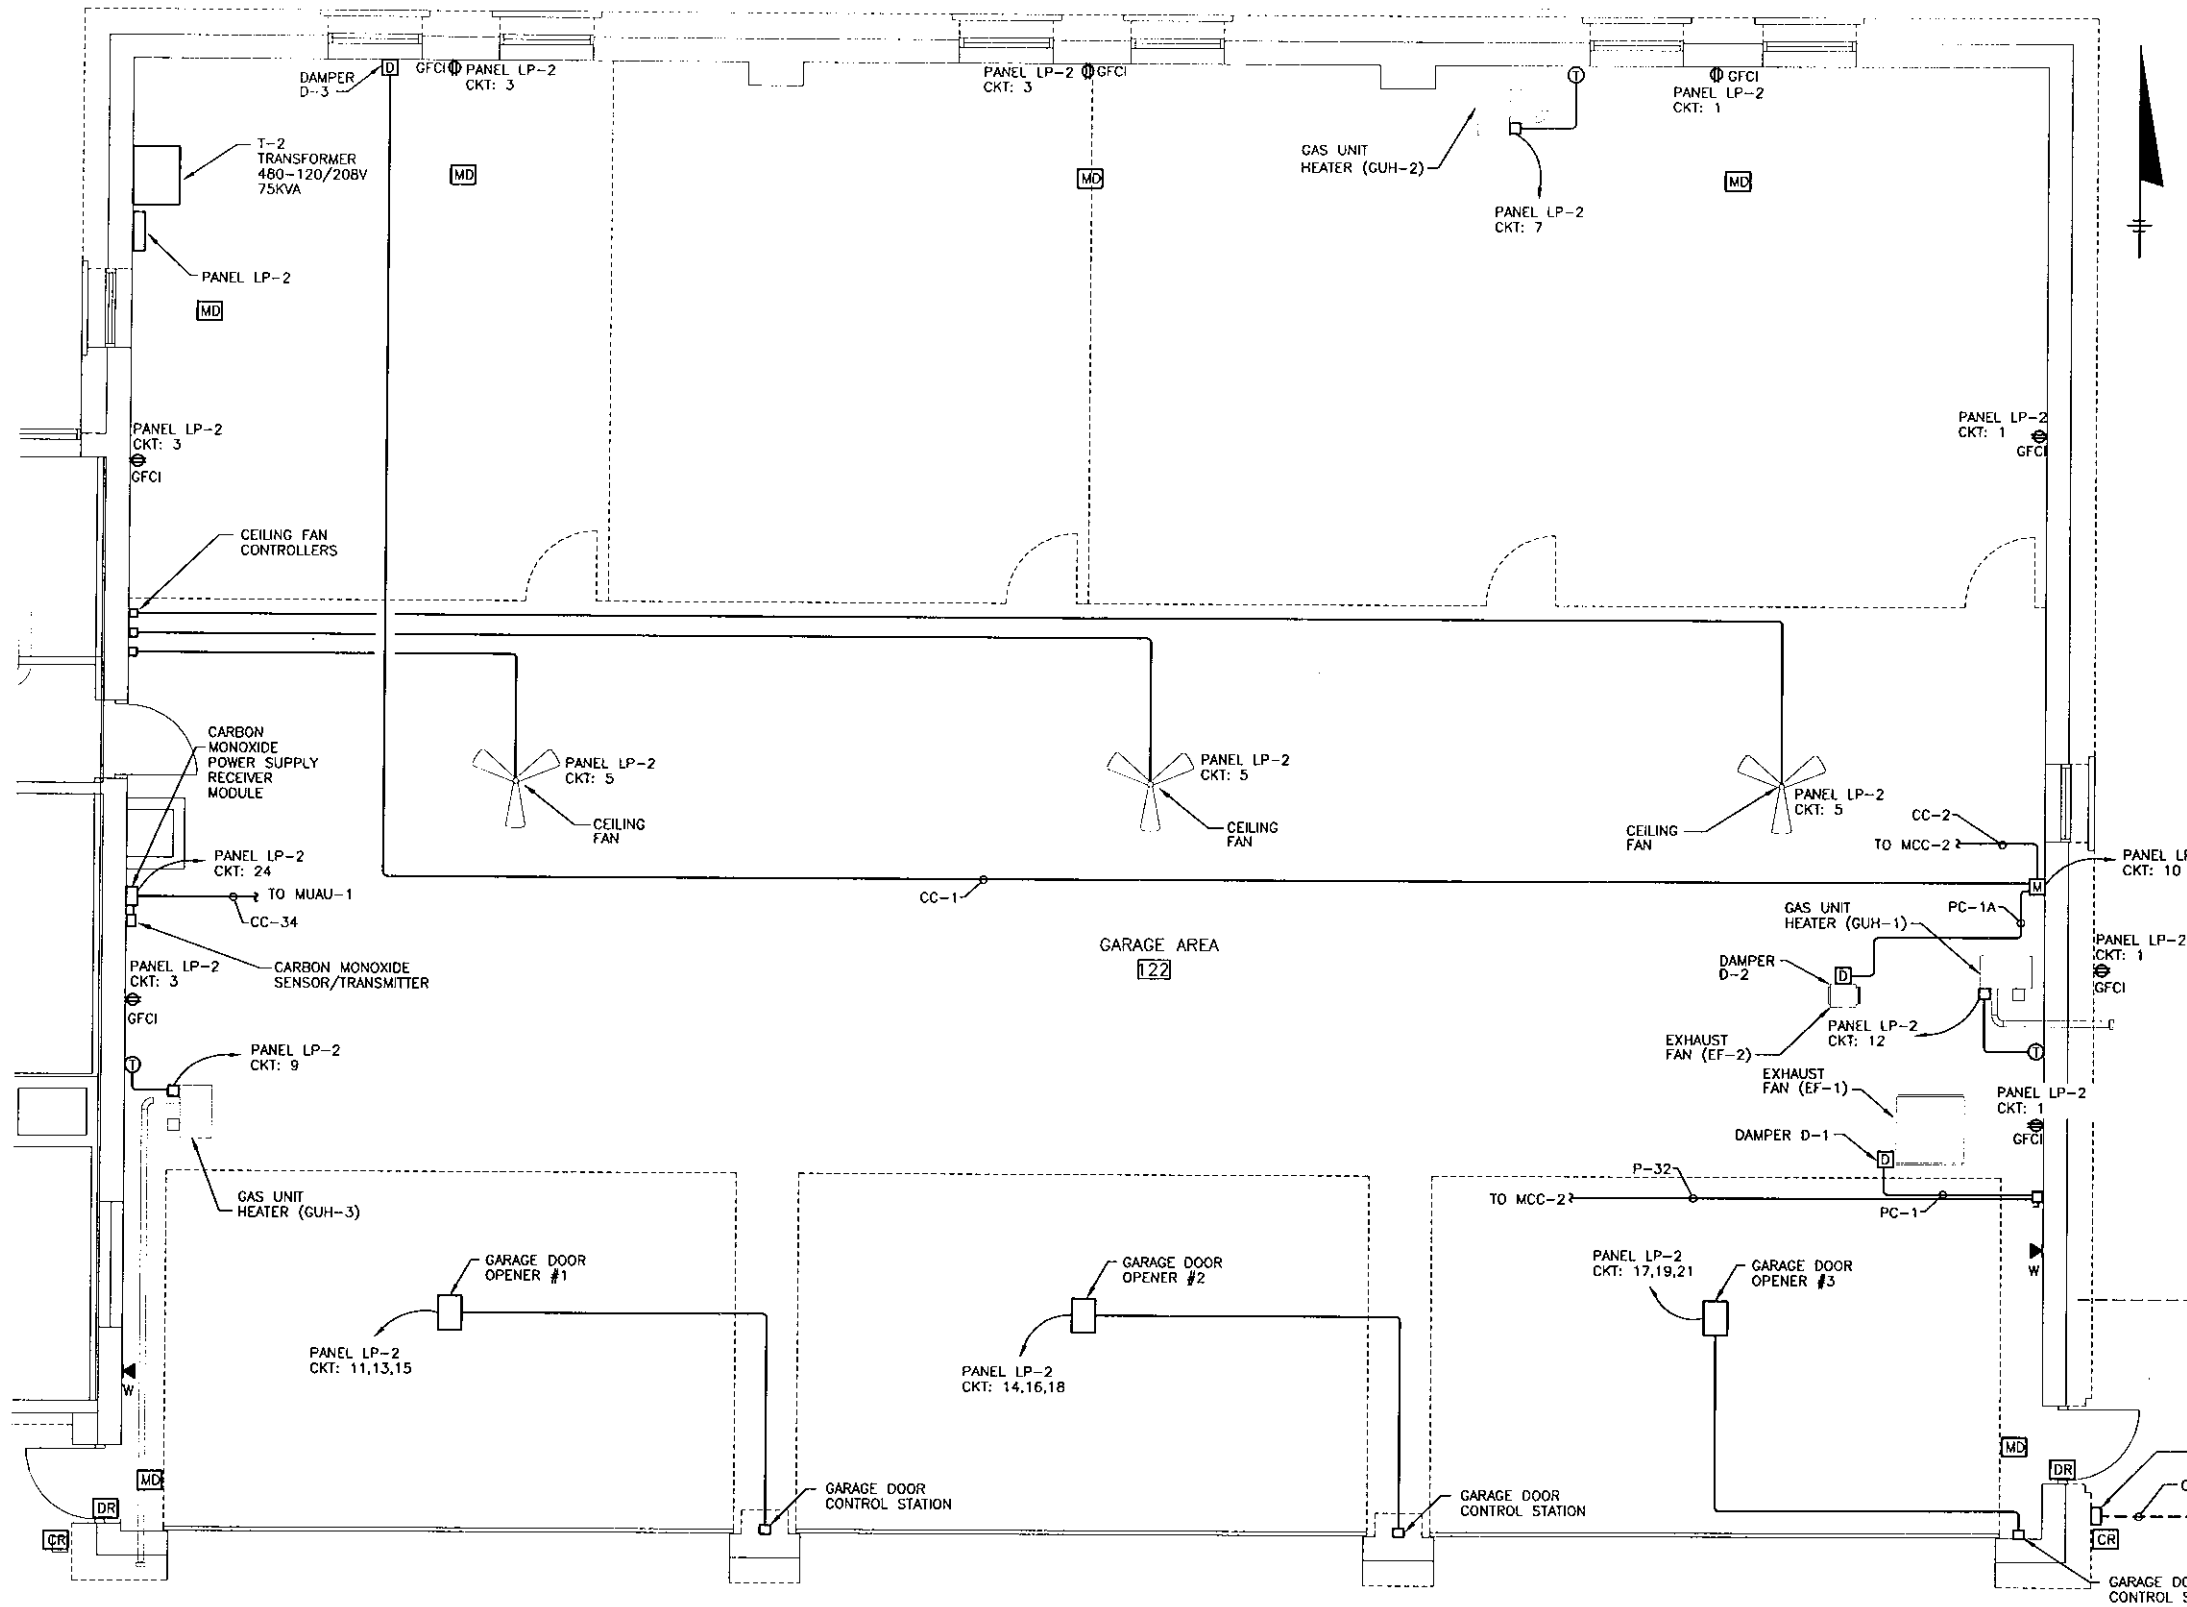 DAMPER
D-3
D
GFCI
PANEL LP-2
CKT: 3
PANEL LP-2
CKT: 3
GFCI
T
GFCI
PANEL LP-2
CKT: 1
T-2
TRANSFORMER
480-120/208V
75KVA
MD
MD
GAS UNIT
HEATER (GUH-2)
MD
PANEL LP-2
CKT: 7
PANEL LP-2
MD
PANEL LP-2
CKT: 3
GFCI
PANEL LP-2
CKT: 1
GFCI
CEILING FAN
CONTROLLERS
CARBON
MONOXIDE
POWER SUPPLY
RECEIVER
MODULE
PANEL LP-2
CKT: 5
CEILING
FAN
PANEL LP-2
CKT: 5
CEILING
FAN
PANEL LP-2
CKT: 5
CEILING
FAN
CC-2
TO MCC-2
PANEL LP
CKT: 10
M
PANEL LP-2
CKT: 24
TO MUAU-1
CC-34
CC-1
GAS UNIT
HEATER (GUH-1)
PC-1A
GARAGE AREA
122
PANEL LP-2
CKT: 3
GFCI
CARBON MONOXIDE
SENSOR/TRANSMITTER
DAMPER
D-2
D
PANEL LP-2
CKT: 1
GFCI
PANEL LP-2
CKT: 12
EXHAUST
FAN (EF-2)
T
T
PANEL LP-2
CKT: 9
EXHAUST
FAN (EF-1)
PANEL LP-2
CKT: 1
GFCI
DAMPER D-1
D
GAS UNIT
HEATER (GUH-3)
P-32
TO MCC-2
PC-1
W
GARAGE DOOR
OPENER #1
GARAGE DOOR
OPENER #2
PANEL LP-2
CKT: 17,19,21
GARAGE DOOR
OPENER #3
PANEL LP-2
CKT: 11,13,15
PANEL LP-2
CKT: 14,16,18
W
MD
DR
CR
GARAGE DOOR
CONTROL STATION
GARAGE DOOR
CONTROL STATION
MD
DR
C
CR
GARAGE DO
CONTROL S